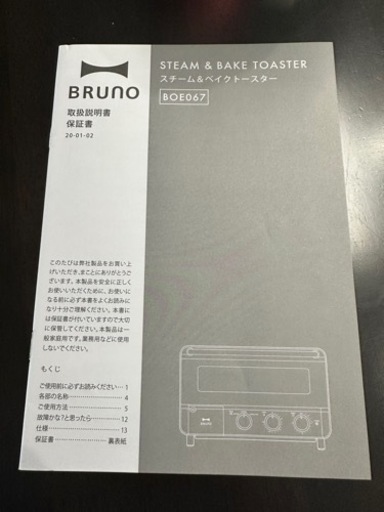 BRUNO
取扱説明書
保証書
20-01-02
STEAM & BAKE TOASTER
スチーム&ベイクトースター
BOE067
このたびは弊社製品をお買い上
げいただき、まことにありがとうご
ざいます。本製品を安全に正しく
お使いいただくために、お使いに
なる前に必ず本書をよくお読みに
なり十分ご理解ください。本書に
は保証書が付いていますので大切
に保管してください。本製品は一
般家庭用です。業務用などに使用
しないでください。
もくじ
ご使用前に必ずお読みください… 1
各部の名称 … 4
ご使用方法 … 5
故障かな?と思ったら … 12
仕様 … 13
保証書 … 裏表紙
BRUNO